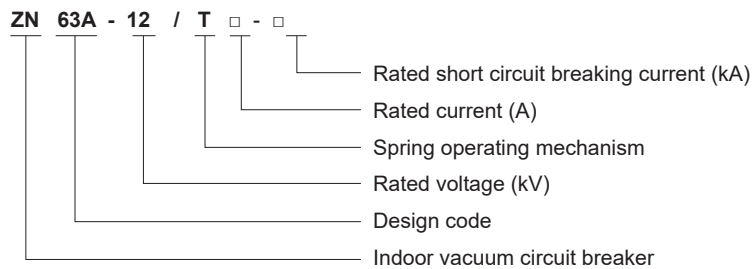 ZN 63A - 12 / T □ - □
Rated short circuit breaking current (kA)
Rated current (A)
Spring operating mechanism
Rated voltage (kV)
Design code
Indoor vacuum circuit breaker